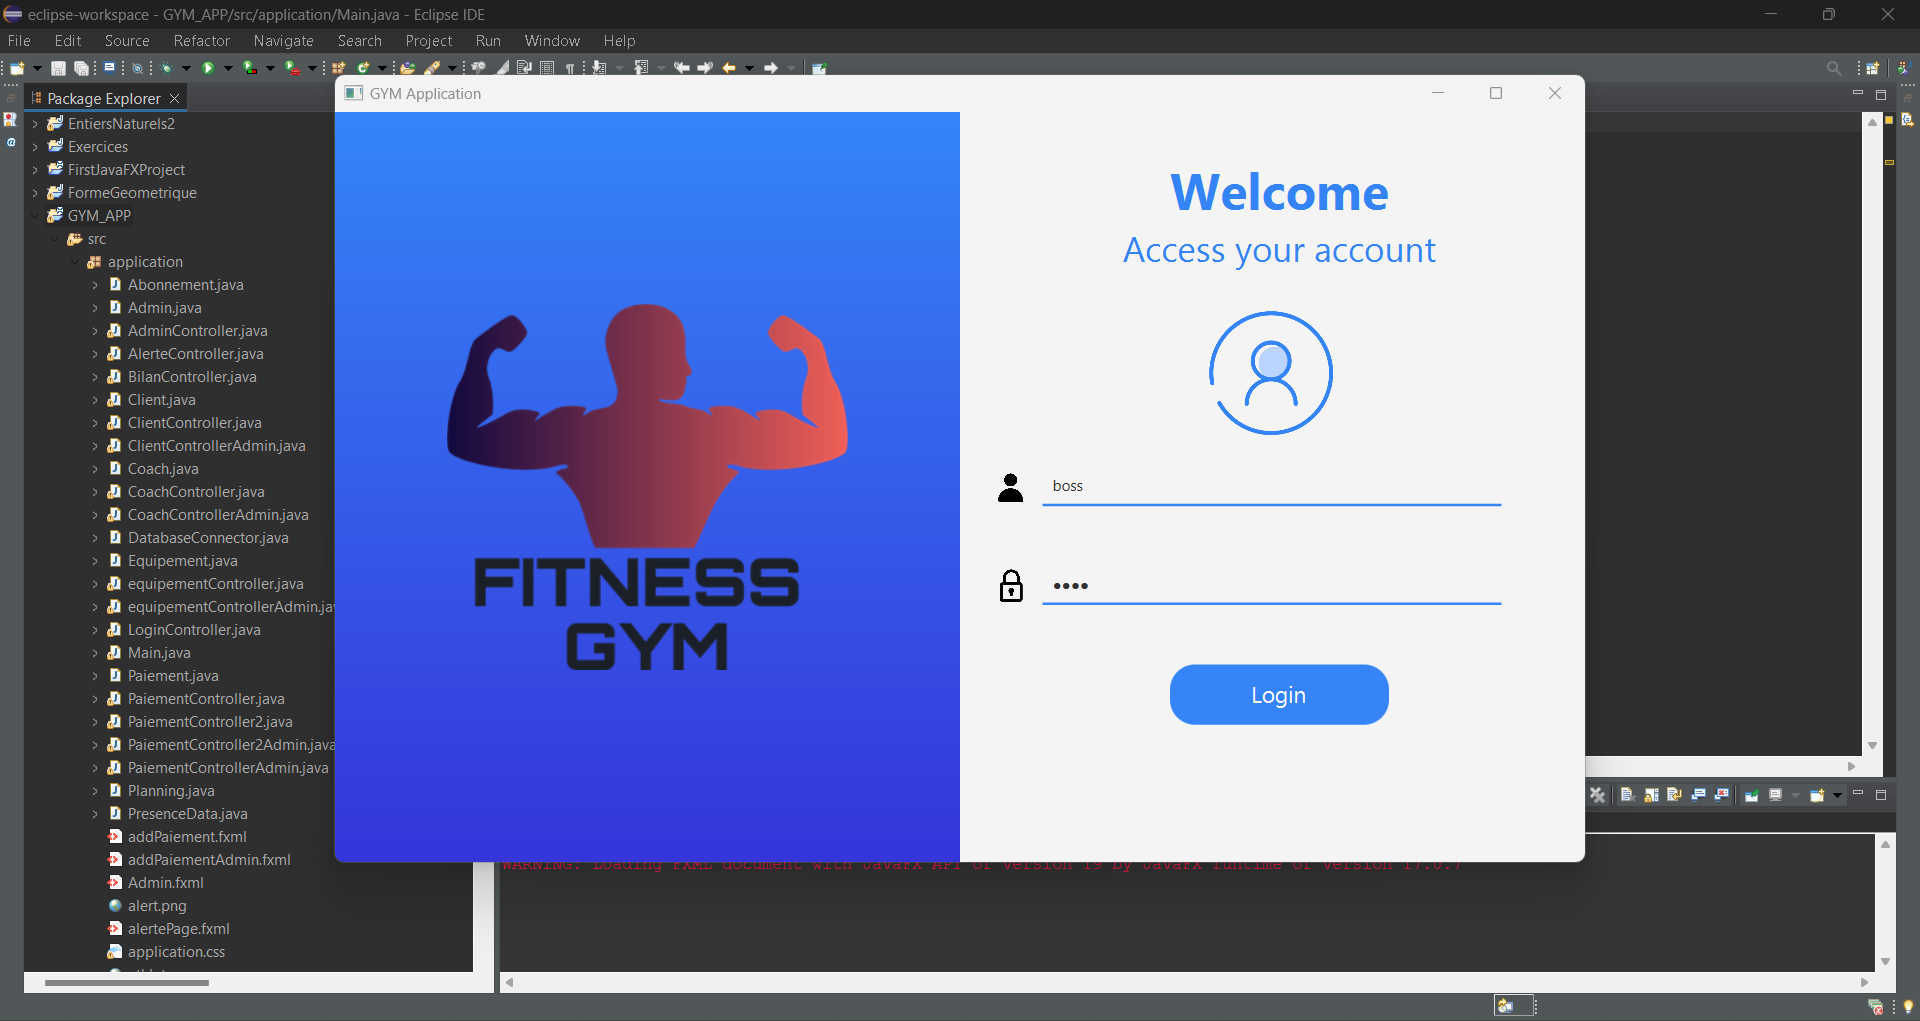 eclipse-workspace - GYM_APP/src/application/Main.java - Eclipse IDE
File Edit Source Refactor Navigate Search Project Run Window Help
Package Explorer
EntiersNaturels2
Exercices
FirstJavaFXProject
FormeGeometrique
GYM_APP
src
application
Abonnement.java
Admin.java
AdminController.java
AlerteController.java
BilanController.java
Client.java
ClientController.java
ClientControllerAdmin.java
Coach.java
CoachController.java
CoachControllerAdmin.java
DatabaseConnector.java
Equipement.java
equipementController.java
equipementControllerAdmin.ja
LoginController.java
Main.java
Paiement.java
PaiementController.java
PaiementController2.java
PaiementController2Admin.java
PaiementControllerAdmin.java
Planning.java
PresenceData.java
addPaiement.fxml
addPaiementAdmin.fxml
Admin.fxml
alert.png
alertePage.fxml
application.css
GYM Application
FITNESS
GYM
Welcome
Access your account
boss
••••
Login
WARNING: Loading FXML document with JavaFX API of version 19 by JavaFX runtime of version 17.0.7